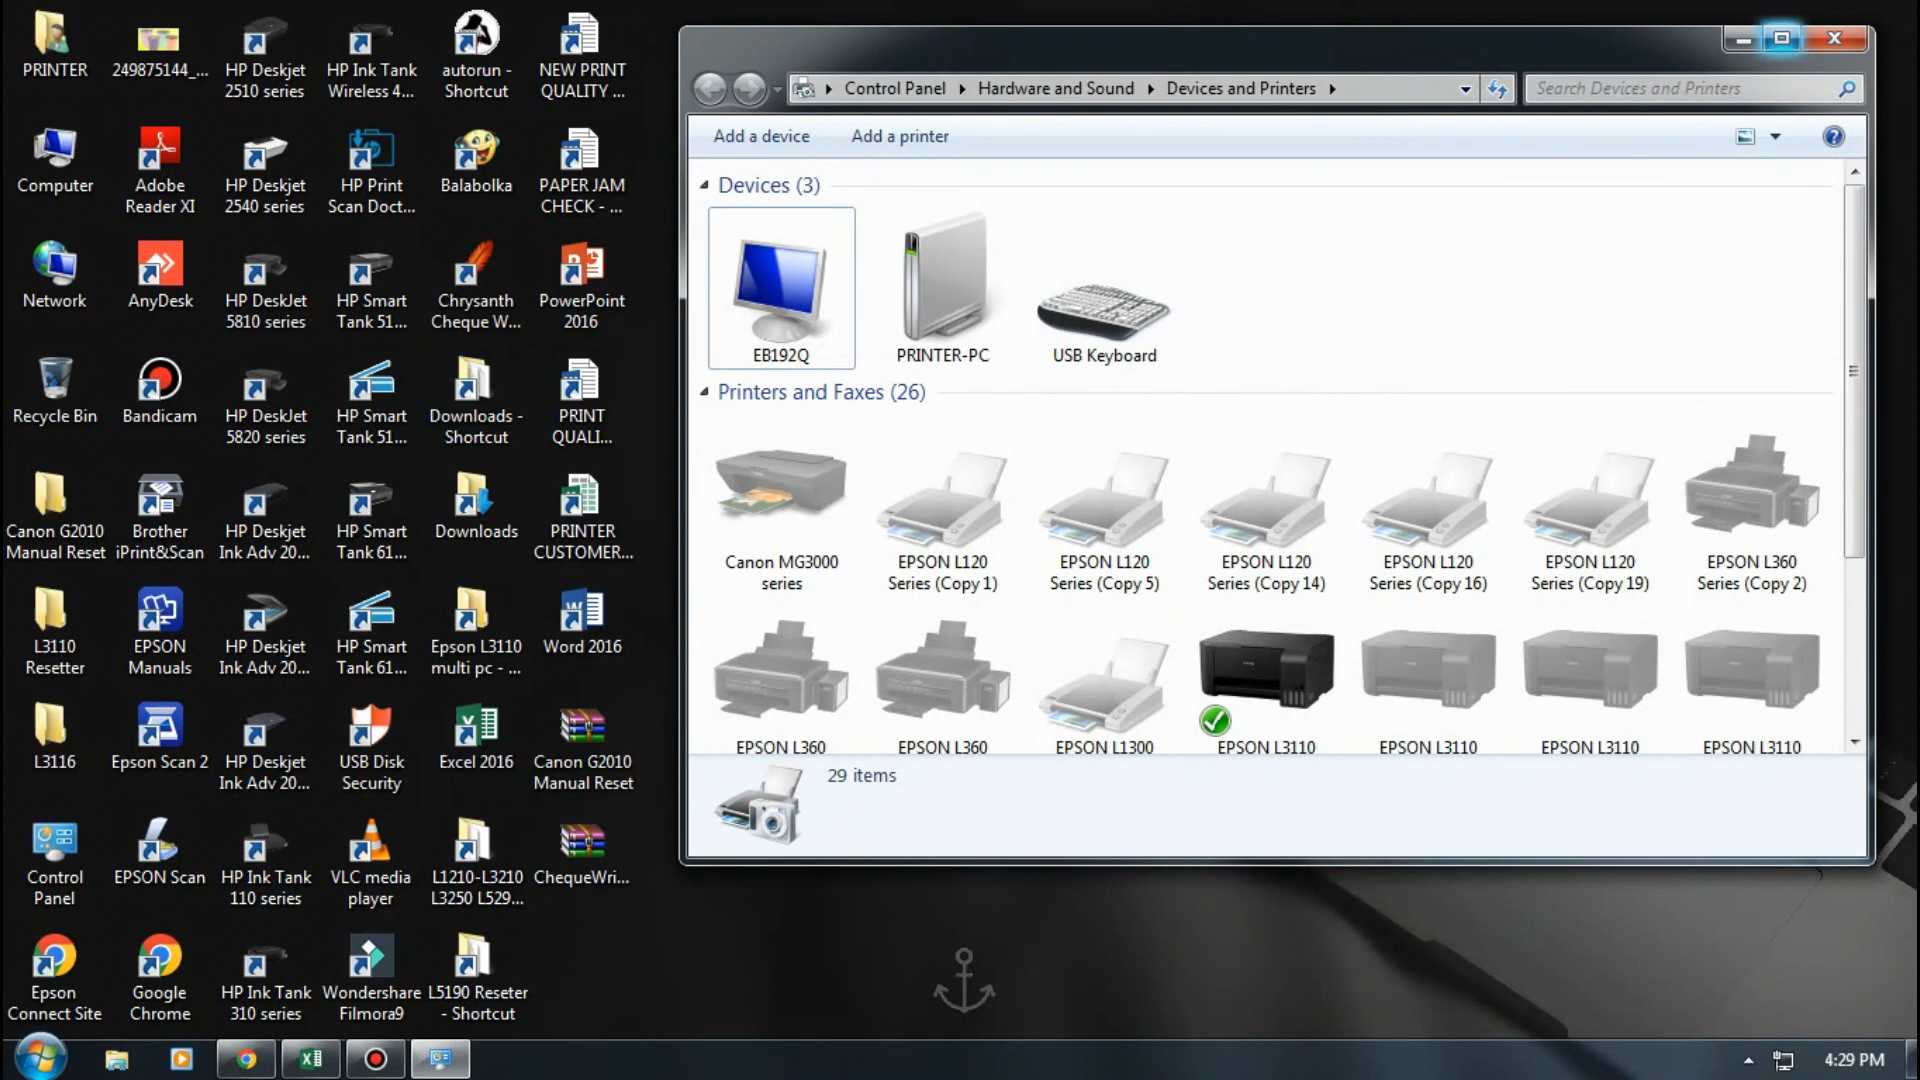 PRINTER
249875144_...
HP Deskjet
2510 series
HP Ink Tank
Wireless 4...
autorun -
Shortcut
NEW PRINT
QUALITY ...
Computer
Adobe
Reader XI
HP Deskjet
2540 series
HP Print
Scan Doct...
Balabolka
PAPER JAM
CHECK - ...
Network
AnyDesk
HP DeskJet
5810 series
HP Smart
Tank 51...
Chrysanth
Cheque W...
PowerPoint
2016
Recycle Bin
Bandicam
HP DeskJet
5820 series
HP Smart
Tank 51...
Downloads -
Shortcut
PRINT
QUALI...
Canon G2010
Manual Reset
Brother
iPrint&Scan
HP Deskjet
Ink Adv 20...
HP Smart
Tank 61...
Downloads
PRINTER
CUSTOMER...
L3110
Resetter
EPSON
Manuals
HP Deskjet
Ink Adv 20...
HP Smart
Tank 61...
Epson L3110
multi pc - ...
Word 2016
L3116
Epson Scan 2
HP Deskjet
Ink Adv 20...
USB Disk
Security
Excel 2016
Canon G2010
Manual Reset
Control
Panel
EPSON Scan
HP Ink Tank
110 series
VLC media
player
L1210-L3210
L3250 L529...
ChequeWri...
Epson
Connect Site
Google
Chrome
HP Ink Tank
310 series
Wondershare
Filmora9
L5190 Reseter
- Shortcut
Control Panel
Hardware and Sound
Devices and Printers
Search Devices and Printers
Add a device
Add a printer
Devices (3)
EB192Q
PRINTER-PC
USB Keyboard
Printers and Faxes (26)
Canon MG3000
series
EPSON L120
Series (Copy 1)
EPSON L120
Series (Copy 5)
EPSON L120
Series (Copy 14)
EPSON L120
Series (Copy 16)
EPSON L120
Series (Copy 19)
EPSON L360
Series (Copy 2)
EPSON L360
EPSON L360
EPSON L1300
EPSON L3110
EPSON L3110
EPSON L3110
EPSON L3110
29 items
4:29 PM